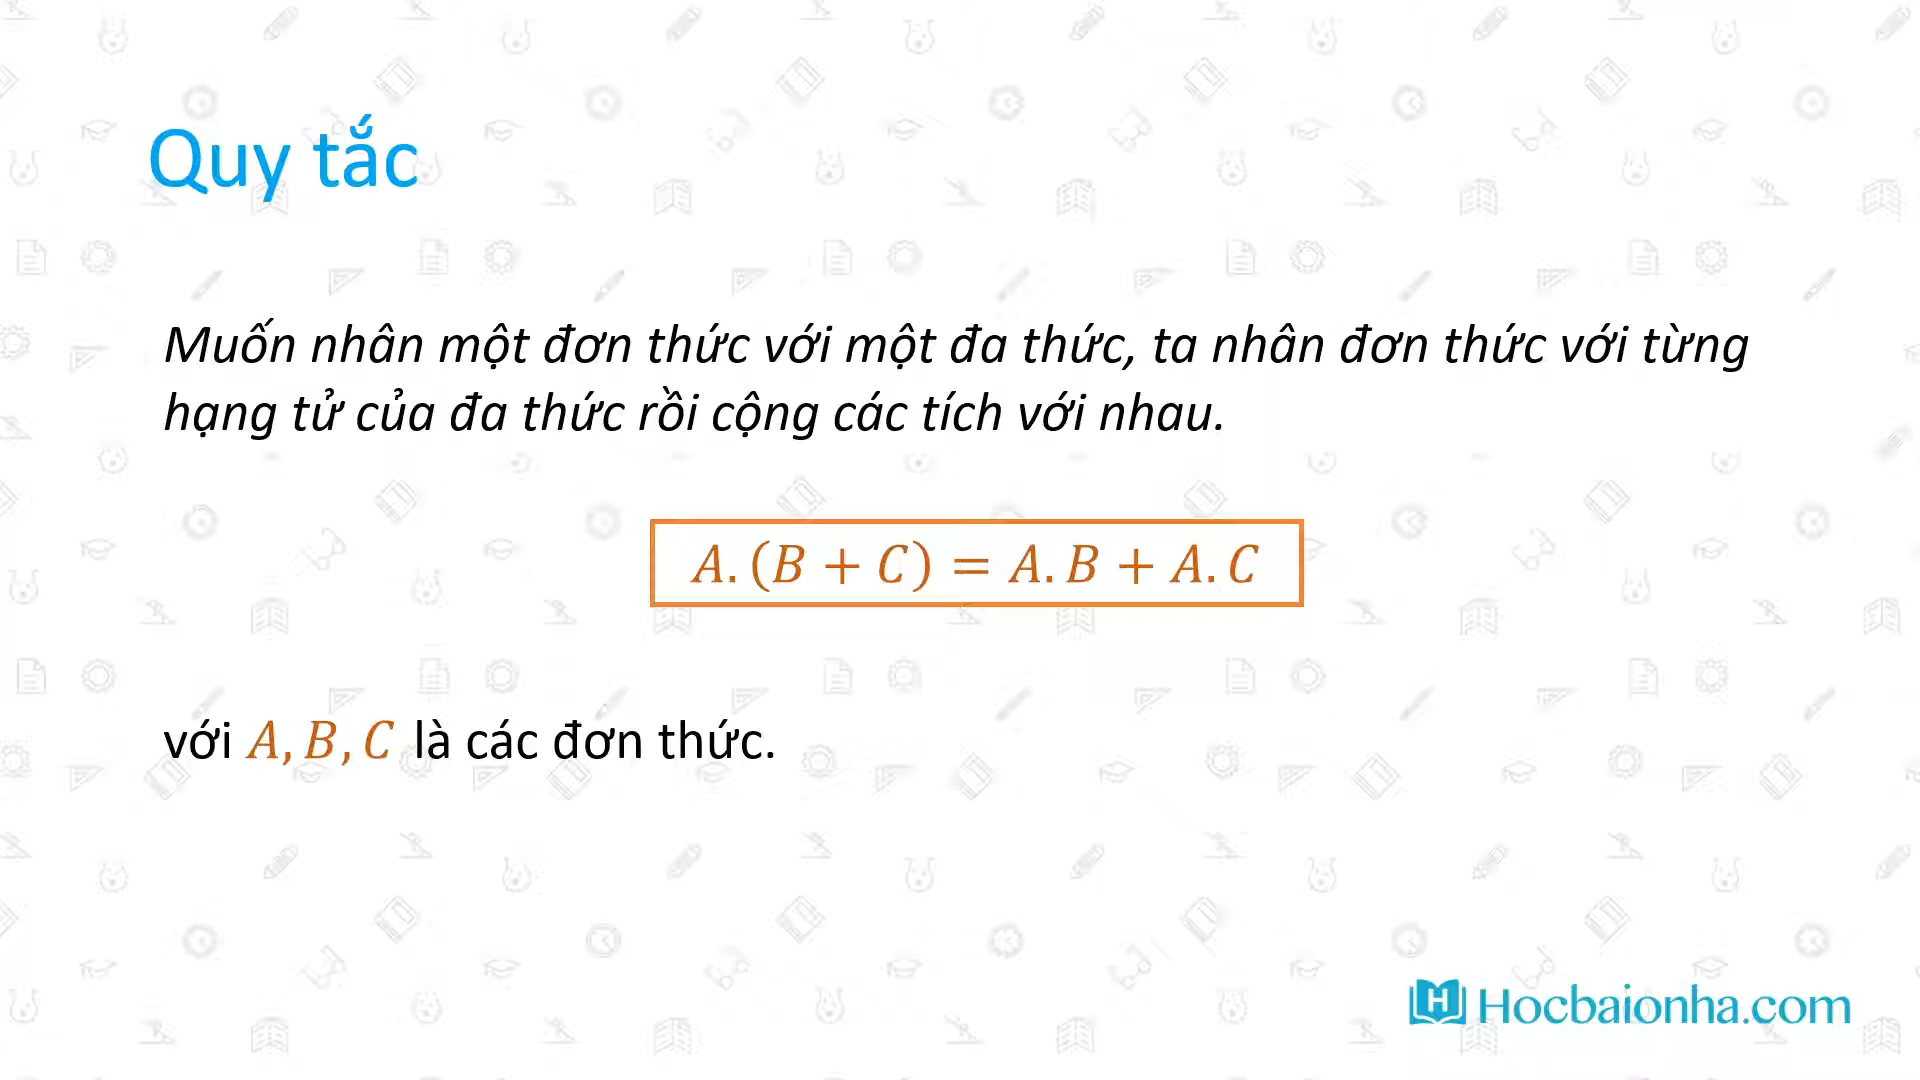 Quy tắc
Muốn nhân một đơn thức với một đa thức, ta nhân đơn thức với từng
hạng tử của đa thức rồi cộng các tích với nhau.
A.(B + C) = A.B + A.C
với A, B, C là các đơn thức.
H Hocbaionha.com